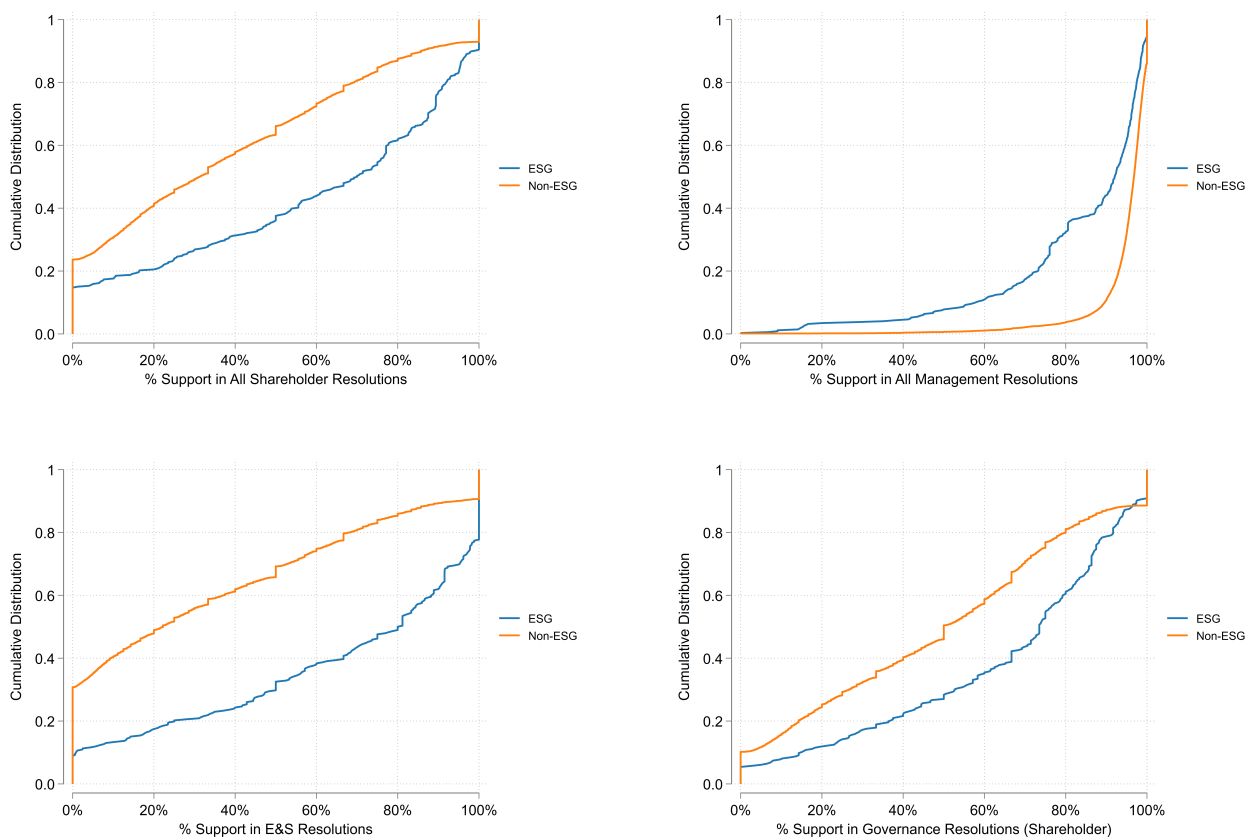 1
0.8
0.6
0.4
0.2
0.0
Cumulative Distribution
0% 20% 40% 60% 80% 100%
% Support in All Shareholder Resolutions
ESG
Non-ESG
1
0.8
0.6
0.4
0.2
0.0
Cumulative Distribution
0% 20% 40% 60% 80% 100%
% Support in All Management Resolutions
ESG
Non-ESG
1
0.8
0.6
0.4
0.2
0.0
Cumulative Distribution
0% 20% 40% 60% 80% 100%
% Support in E&S Resolutions
ESG
Non-ESG
1
0.8
0.6
0.4
0.2
0.0
Cumulative Distribution
0% 20% 40% 60% 80% 100%
% Support in Governance Resolutions (Shareholder)
ESG
Non-ESG